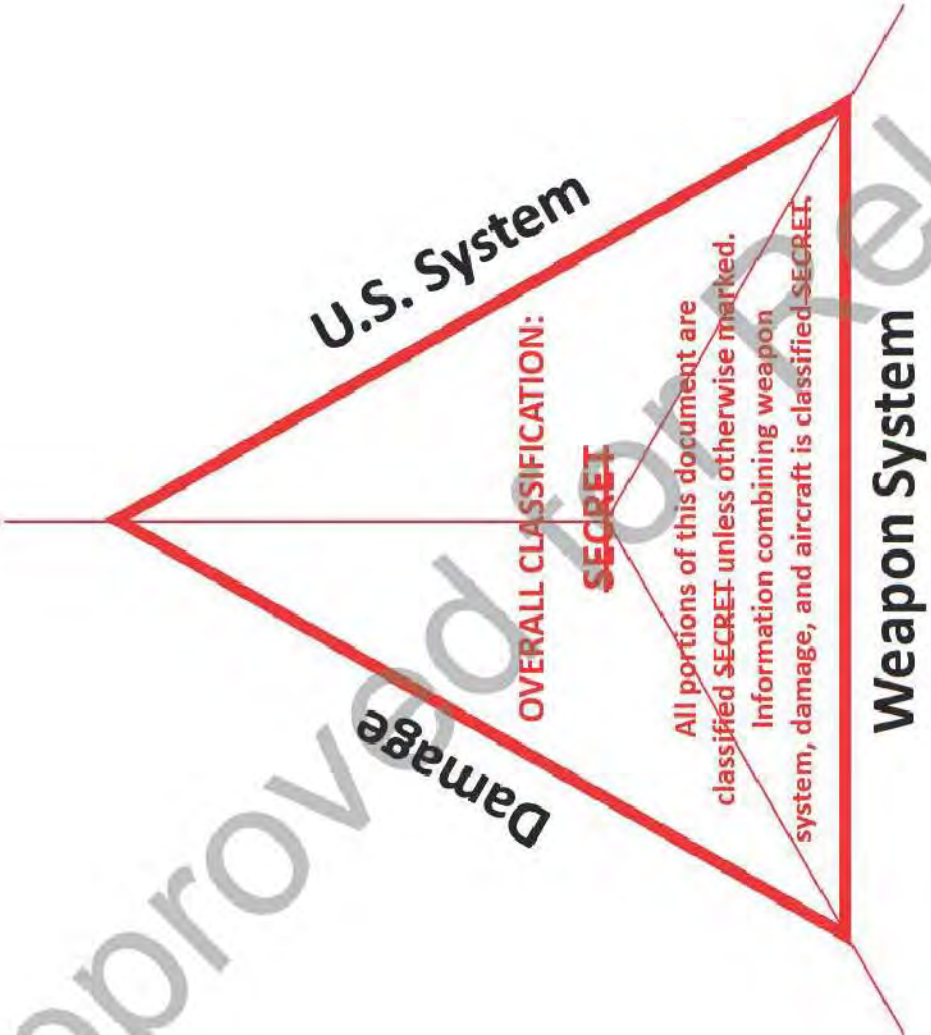 U.S. System
Damage
OVERALL CLASSIFICATION:
SECRET
All portions of this document are
classified SECRET unless otherwise marked.
Information combining weapon
system, damage, and aircraft is classified SECRET.
Weapon System
pproved for Rel